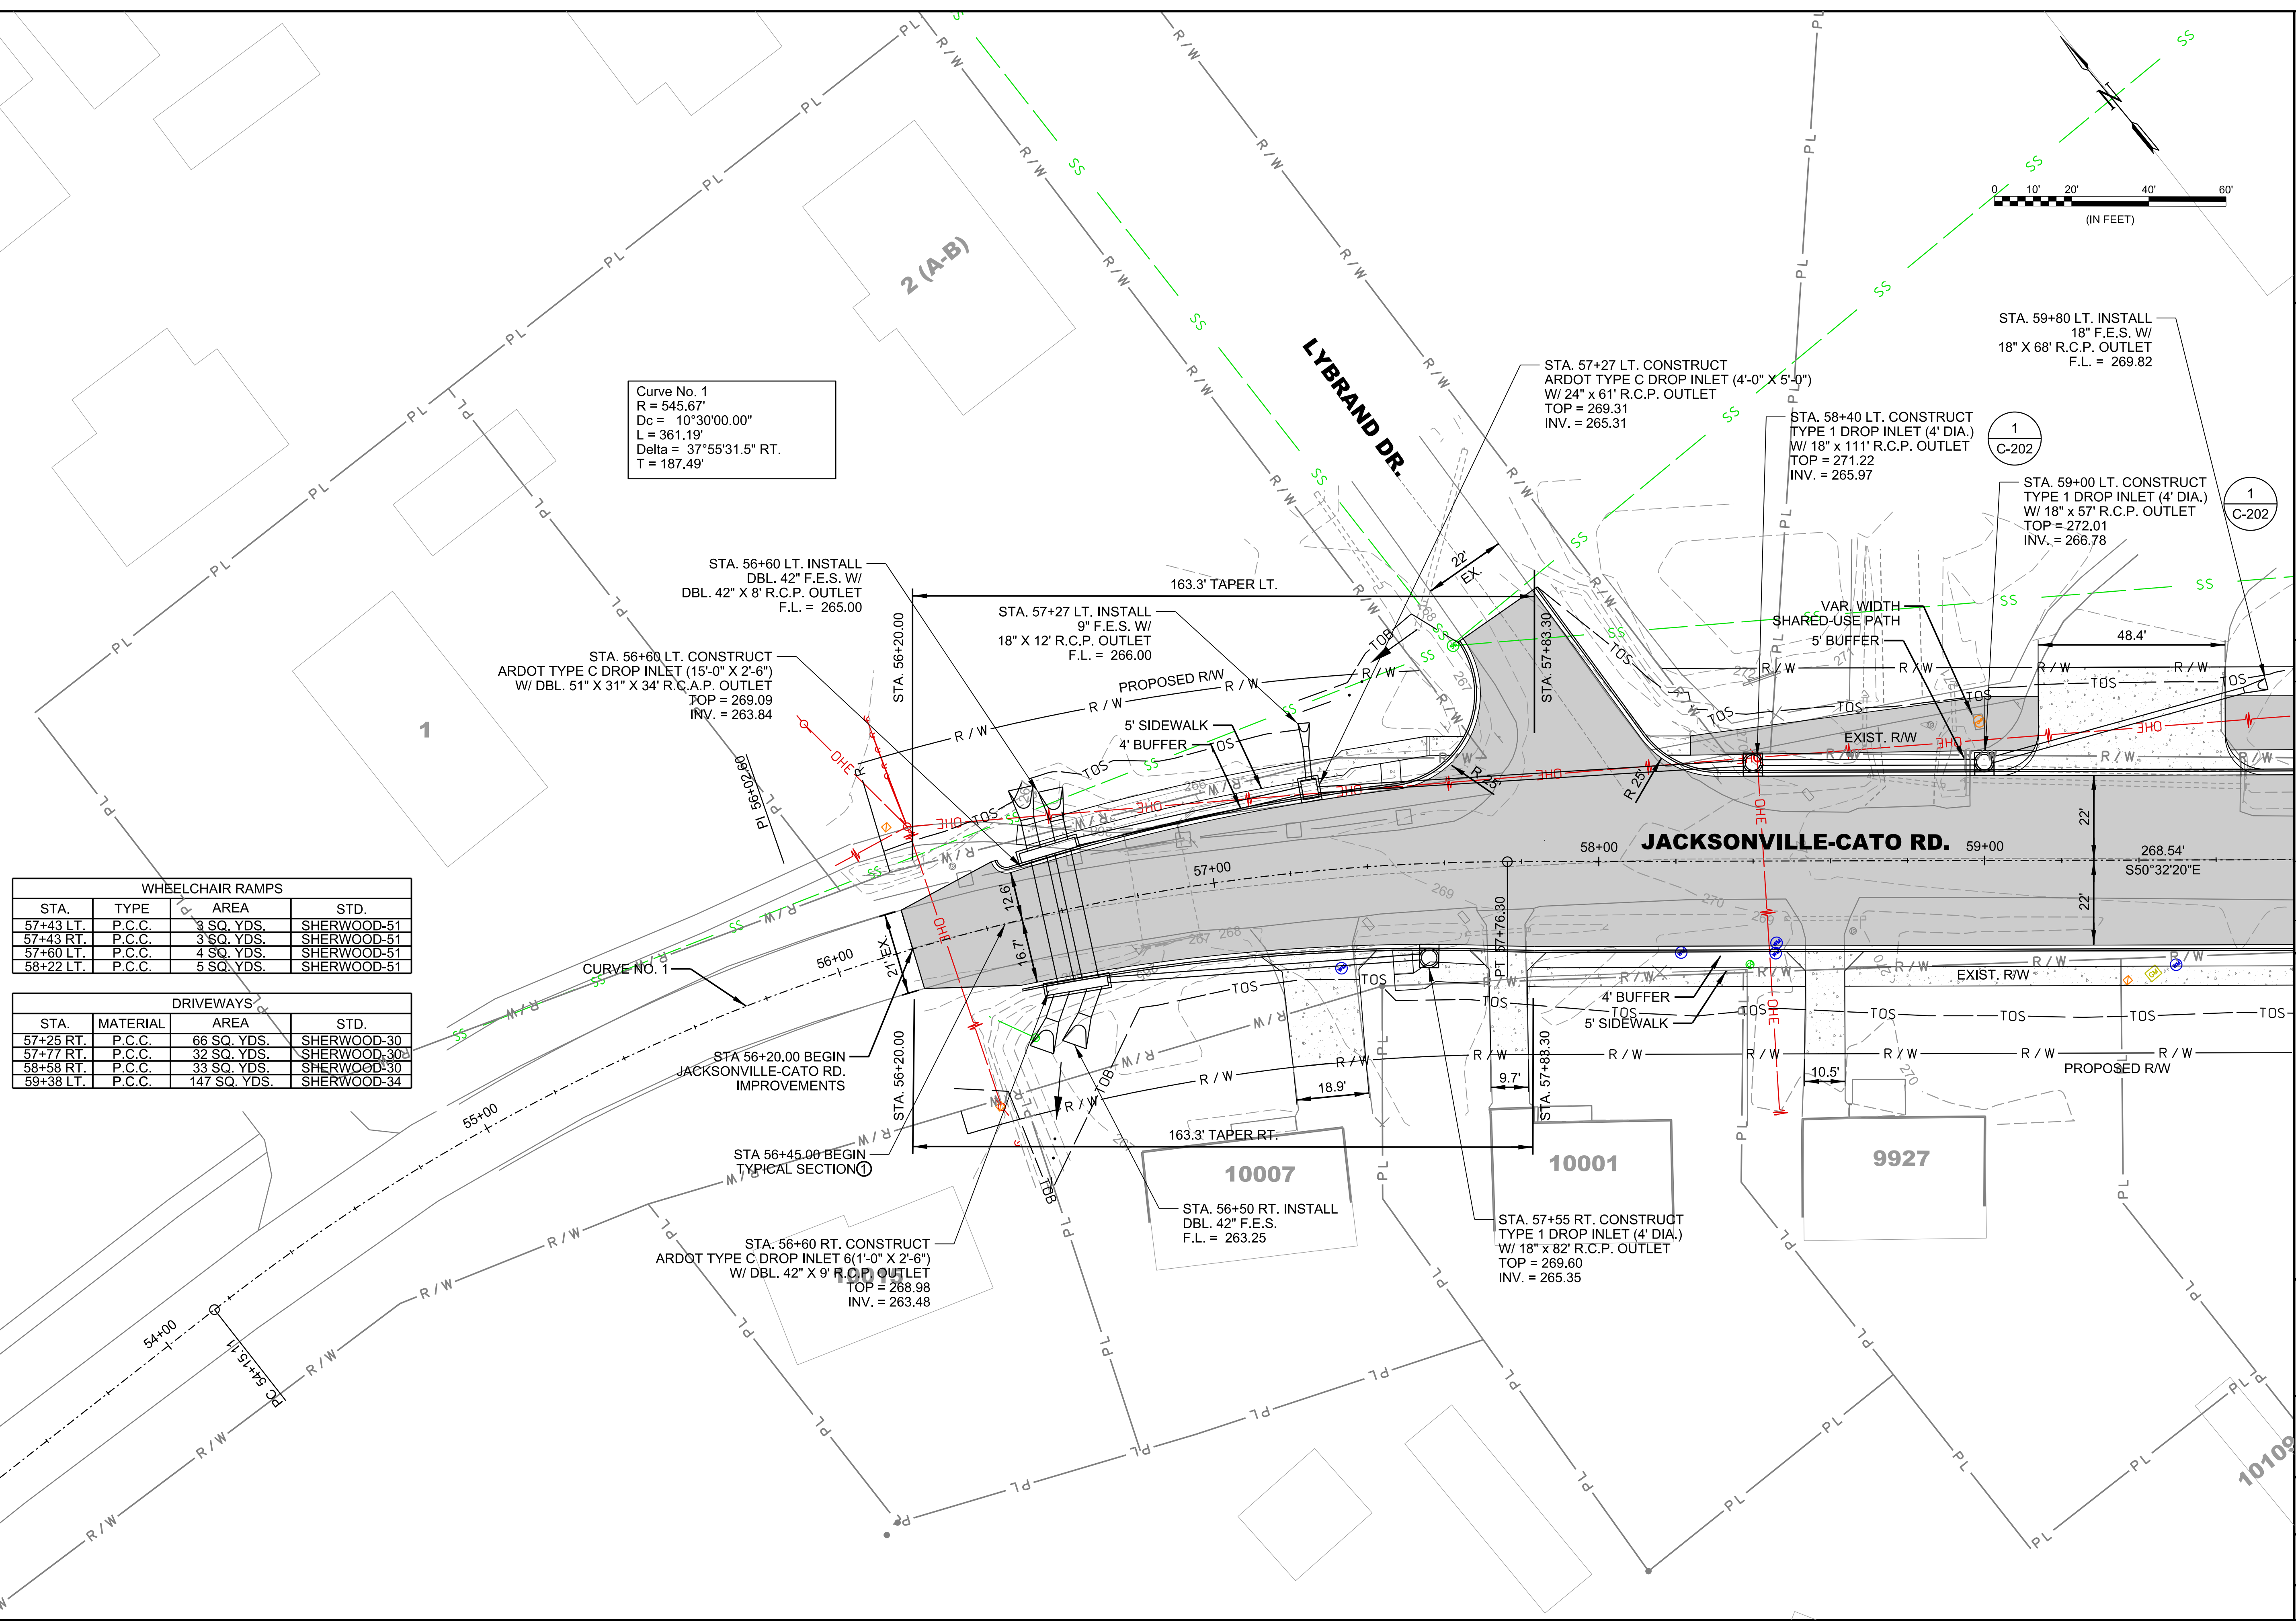 0 10' 20' 40' 60'
(IN FEET)
2 (A-B)
Curve No. 1
R = 545.67'
Dc = 10°30'00.00"
L = 361.19'
Delta = 37°55'31.5" RT.
T = 187.49'
LYBRAND DR.
STA. 59+80 LT. INSTALL
18" F.E.S. W/
18" X 68' R.C.P. OUTLET
F.L. = 269.82
STA. 57+27 LT. CONSTRUCT
ARDOT TYPE C DROP INLET (4'-0" X 5'-0")
W/ 24" x 61' R.C.P. OUTLET
TOP = 269.31
INV. = 265.31
STA. 58+40 LT. CONSTRUCT
TYPE 1 DROP INLET (4' DIA.)
W/ 18" x 111' R.C.P. OUTLET
TOP = 271.22
INV. = 265.97
1
C-202
STA. 59+00 LT. CONSTRUCT
TYPE 1 DROP INLET (4' DIA.)
W/ 18" x 57' R.C.P. OUTLET
TOP = 272.01
INV. = 266.78
1
C-202
STA. 56+60 LT. INSTALL
DBL. 42" F.E.S. W/
DBL. 42" X 8' R.C.P. OUTLET
F.L. = 265.00
163.3' TAPER LT.
22'
EX.
STA. 57+27 LT. INSTALL
9" F.E.S. W/
18" X 12' R.C.P. OUTLET
F.L. = 266.00
VAR. WIDTH
SHARED-USE PATH
5' BUFFER
48.4'
STA. 56+60 LT. CONSTRUCT
ARDOT TYPE C DROP INLET (15'-0" X 2'-6")
W/ DBL. 51" X 31" X 34' R.C.A.P. OUTLET
TOP = 269.09
INV. = 263.84
STA. 56+20.00
STA. 57+83.30
PROPOSED R/W
5' SIDEWALK
4' BUFFER
1
PI 56+02.60
EXIST. R/W
R 25'
R 25'
JACKSONVILLE-CATO RD.
22'
22'
268.54'
S50°32'20"E
54+00
55+00
56+00
57+00
58+00
59+00
12.6'
16.7'
21' EX.
WHEELCHAIR RAMPS
STA. TYPE AREA STD.
57+43 LT. P.C.C. 3 SQ. YDS. SHERWOOD-51
57+43 RT. P.C.C. 3 SQ. YDS. SHERWOOD-51
57+60 LT. P.C.C. 4 SQ. YDS. SHERWOOD-51
58+22 LT. P.C.C. 5 SQ. YDS. SHERWOOD-51
DRIVEWAYS
STA. MATERIAL AREA STD.
57+25 RT. P.C.C. 66 SQ. YDS. SHERWOOD-30
57+77 RT. P.C.C. 32 SQ. YDS. SHERWOOD-30
58+58 RT. P.C.C. 33 SQ. YDS. SHERWOOD-30
59+38 LT. P.C.C. 147 SQ. YDS. SHERWOOD-34
CURVE NO. 1
PC 54+15.11
PT 57+76.30
EXIST. R/W
4' BUFFER
5' SIDEWALK
PROPOSED R/W
STA 56+20.00 BEGIN
JACKSONVILLE-CATO RD.
IMPROVEMENTS
STA. 56+20.00
STA. 57+83.30
18.9'
9.7'
10.5'
163.3' TAPER RT.
STA 56+45.00 BEGIN
TYPICAL SECTION 1
10007
10001
9927
STA. 56+50 RT. INSTALL
DBL. 42" F.E.S.
F.L. = 263.25
STA. 57+55 RT. CONSTRUCT
TYPE 1 DROP INLET (4' DIA.)
W/ 18" x 82' R.C.P. OUTLET
TOP = 269.60
INV. = 265.35
STA. 56+60 RT. CONSTRUCT
ARDOT TYPE C DROP INLET 6(1'-0" X 2'-6")
W/ DBL. 42" X 9' R.C.P. OUTLET
TOP = 268.98
INV. = 263.48
10109